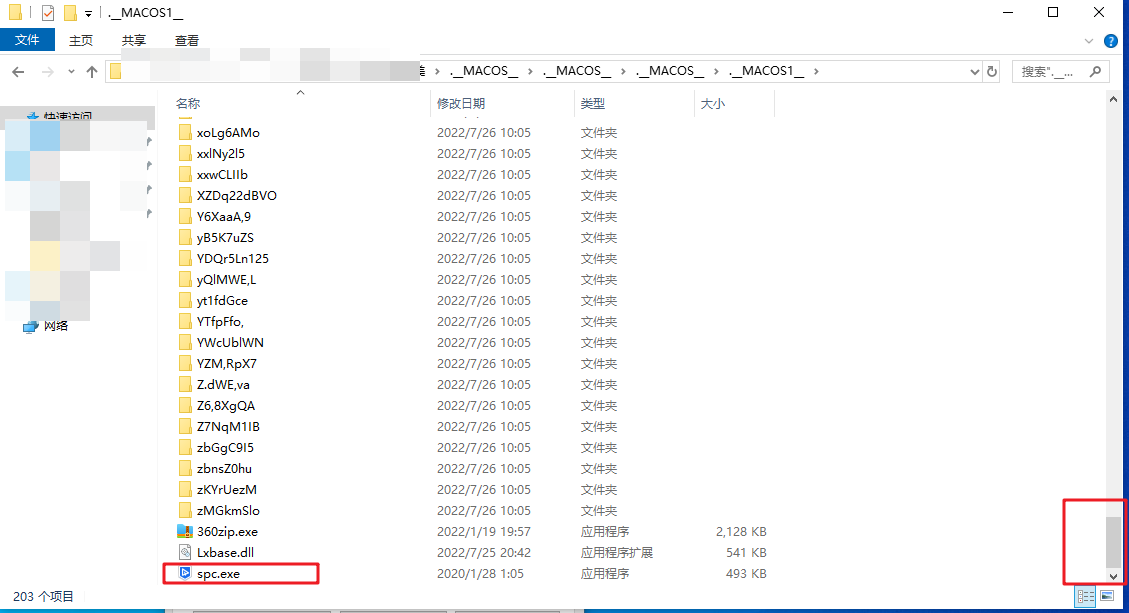 .__MACOS1__
文件 主页 共享 查看
› .__MACOS__ › .__MACOS__ › .__MACOS__ › .__MACOS1__ › 搜索".__...
名称 修改日期 类型 大小
快速访问
xoLg6AMo 2022/7/26 10:05 文件夹
xxlNy2l5 2022/7/26 10:05 文件夹
xxwCLIIb 2022/7/26 10:05 文件夹
XZDq22dBVO 2022/7/26 10:05 文件夹
Y6XaaA,9 2022/7/26 10:05 文件夹
yB5K7uZS 2022/7/26 10:05 文件夹
YDQr5Ln125 2022/7/26 10:05 文件夹
yQlMWE,L 2022/7/26 10:05 文件夹
yt1fdGce 2022/7/26 10:05 文件夹
YTfpFfo, 2022/7/26 10:05 文件夹
网络
YWcUblWN 2022/7/26 10:05 文件夹
YZM,RpX7 2022/7/26 10:05 文件夹
Z.dWE,va 2022/7/26 10:05 文件夹
Z6,8XgQA 2022/7/26 10:05 文件夹
Z7NqM1IB 2022/7/26 10:05 文件夹
zbGgC9I5 2022/7/26 10:05 文件夹
zbnsZ0hu 2022/7/26 10:05 文件夹
zKYrUezM 2022/7/26 10:05 文件夹
zMGkmSlo 2022/7/26 10:05 文件夹
360zip.exe 2022/1/19 19:57 应用程序 2,128 KB
Lxbase.dll 2022/7/25 20:42 应用程序扩展 541 KB
spc.exe 2020/1/28 1:05 应用程序 493 KB
203 个项目